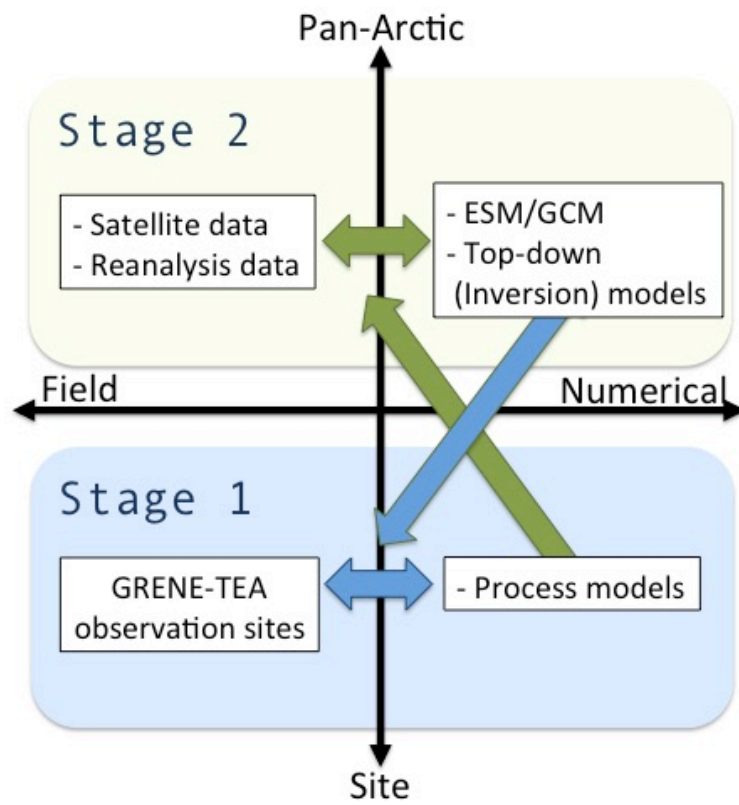 Pan-Arctic
Stage 2
- Satellite data
- Reanalysis data
- ESM/GCM
- Top-down
(Inversion) models
Field
Numerical
Stage 1
GRENE-TEA
observation sites
- Process models
Site